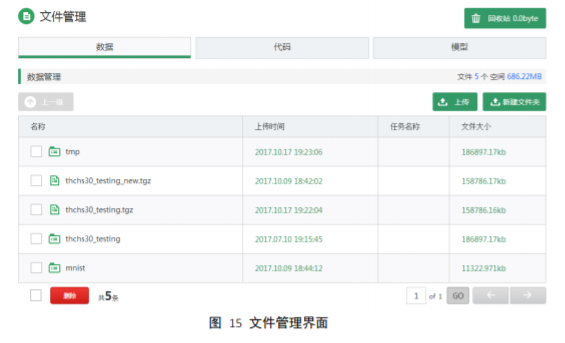 文件管理
回收站 0.0byte
数据 代码 模型
数据管理 文件 5 个 空间 686.22MB
上一级 上传 新建文件夹
名称 上传时间 任务名称 文件大小
tmp 2017.10.17 19:23:06 186897.17kb
thchs30_testing_new.tgz 2017.10.09 18:42:02 158786.17kb
thchs30_testing.tgz 2017.10.17 19:22:04 158786.16kb
thchs30_testing 2017.07.10 19:15:45 186897.17kb
mnist 2017.10.09 18:44:12 11322.971kb
删除 共5条 1 of 1 GO
图 15 文件管理界面